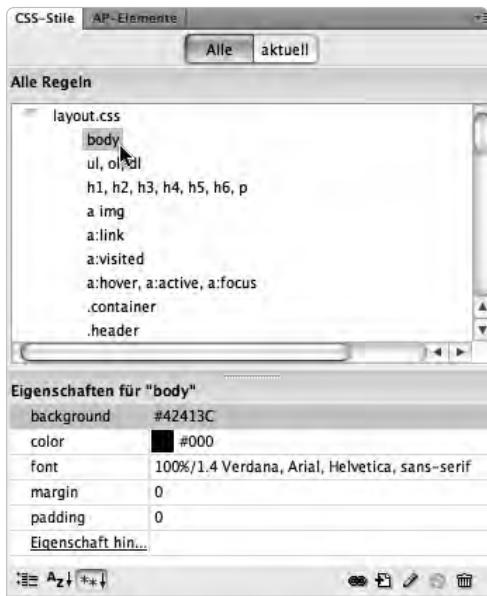 CSS-Stile AP-Elemente
Alle aktuell
Alle Regeln
layout.css
body
ul, ol, dl
h1, h2, h3, h4, h5, h6, p
a img
a:link
a:visited
a:hover, a:active, a:focus
.container
.header
Eigenschaften für "body"
background #42413C
color #000
font 100%/1.4 Verdana, Arial, Helvetica, sans-serif
margin 0
padding 0
Eigenschaft hin...